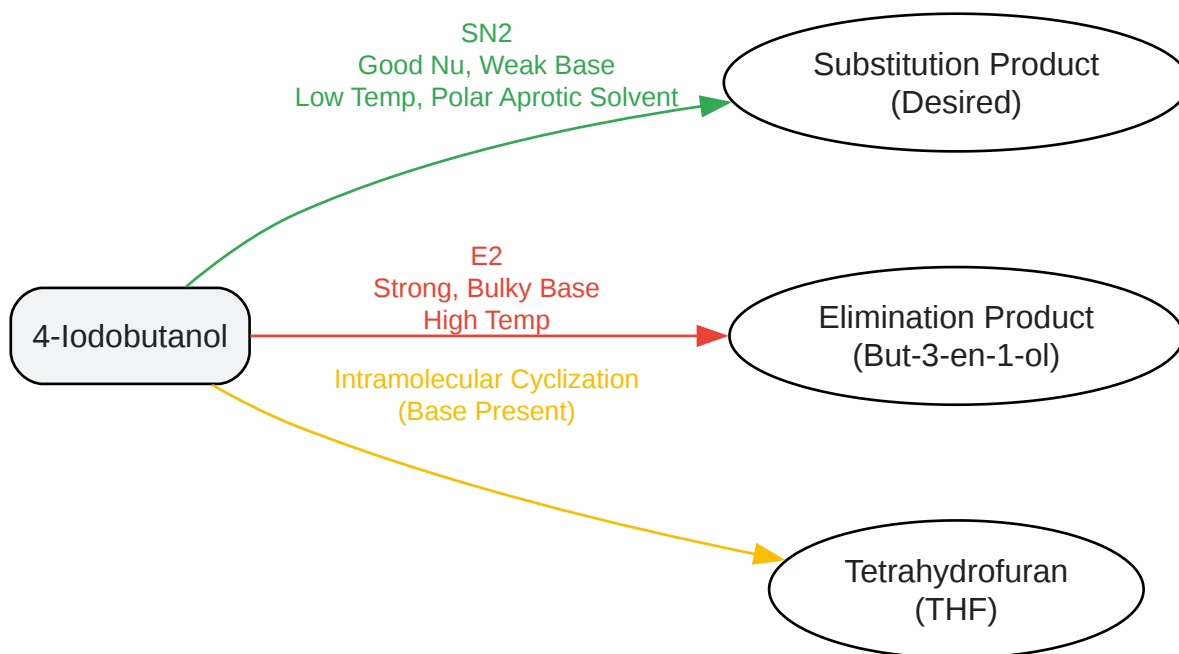 SN2
Good Nu, Weak Base
Low Temp, Polar Aprotic Solvent
Substitution Product
(Desired)
4-Iodobutanol
E2
Strong, Bulky Base
High Temp
Elimination Product
(But-3-en-1-ol)
Intramolecular Cyclization
(Base Present)
Tetrahydrofuran
(THF)